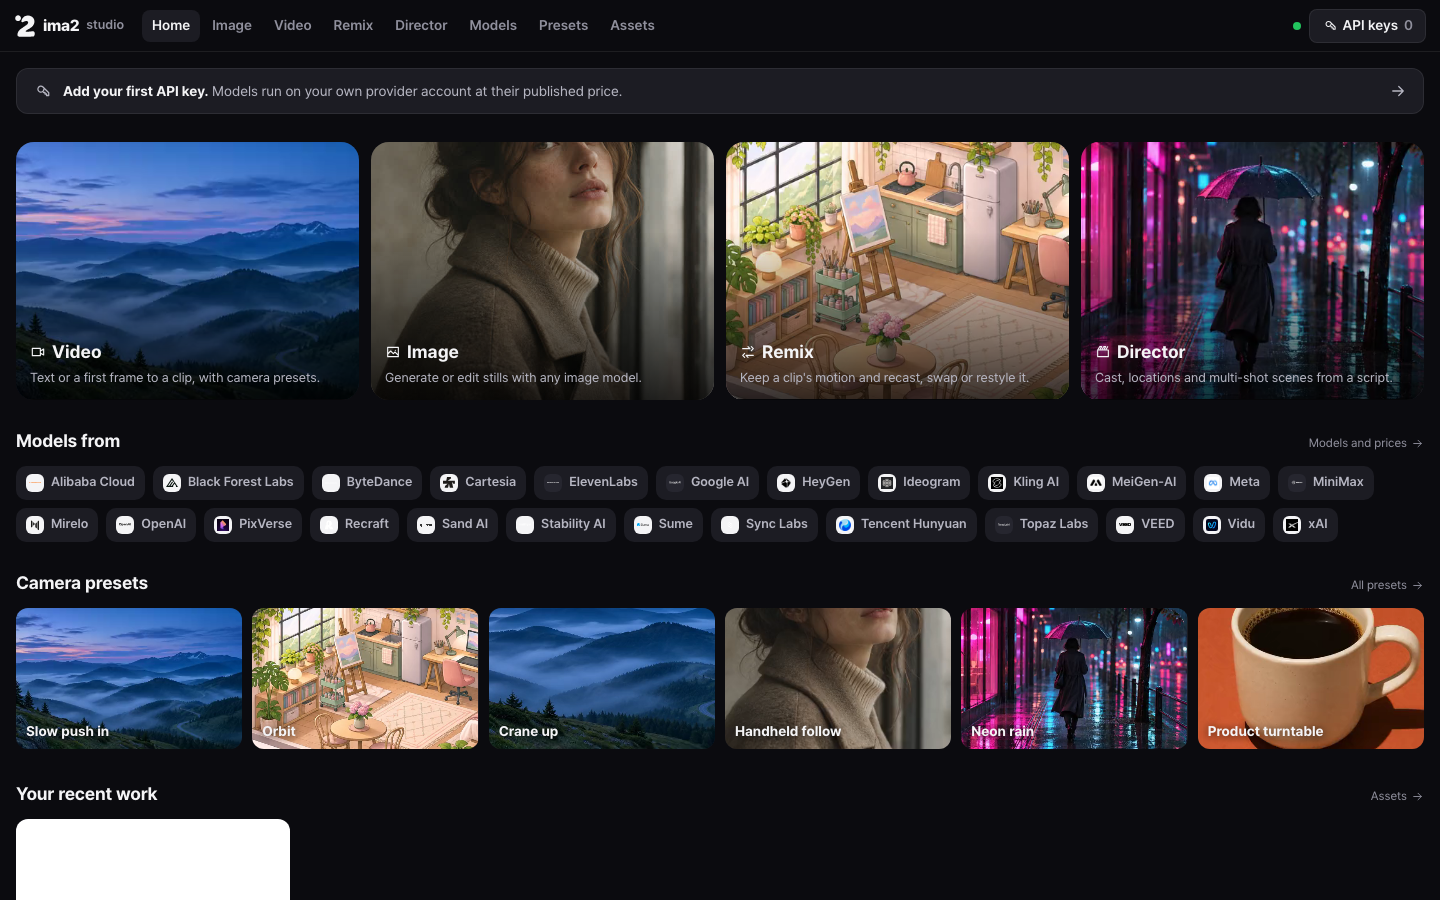 ima2 studio
Home
Image
Video
Remix
Director
Models
Presets
Assets
API keys 0
Add your first API key. Models run on your own provider account at their published price.
Video
Text or a first frame to a clip, with camera presets.
Image
Generate or edit stills with any image model.
Remix
Keep a clip's motion and recast, swap or restyle it.
Director
Cast, locations and multi-shot scenes from a script.
Models from
Models and prices →
Alibaba Cloud
Black Forest Labs
ByteDance
Cartesia
ElevenLabs
Google AI
HeyGen
Ideogram
Kling AI
MeiGen-AI
Meta
MiniMax
Mirelo
OpenAI
PixVerse
Recraft
Sand AI
Stability AI
Sume
Sync Labs
Tencent Hunyuan
Topaz Labs
VEED
Vidu
xAI
Camera presets
All presets →
Slow push in
Orbit
Crane up
Handheld follow
Neon rain
Product turntable
Your recent work
Assets →